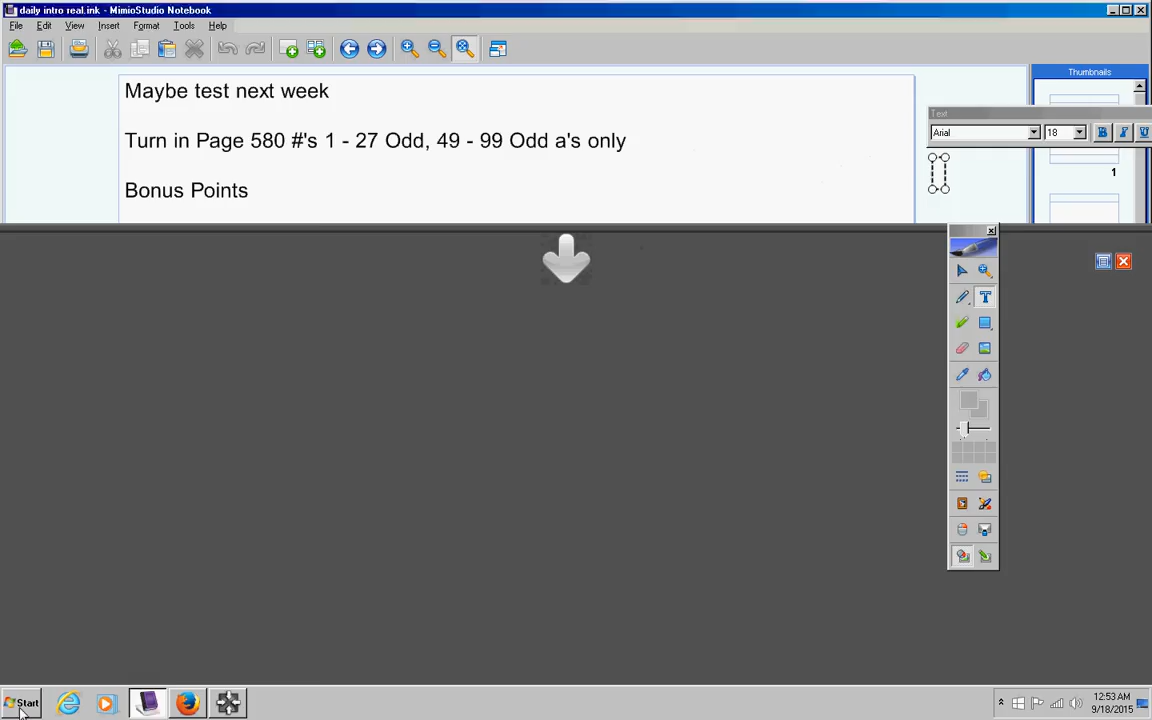 daily intro real.ink - MimioStudio Notebook
File Edit View Insert Format Tools Help
Thumbnails
Maybe test next week
Text
Arial 18 B I U
Turn in Page 580 #'s 1 - 27 Odd, 49 - 99 Odd a's only
1
Bonus Points
T
Start
12:53 AM
9/18/2015